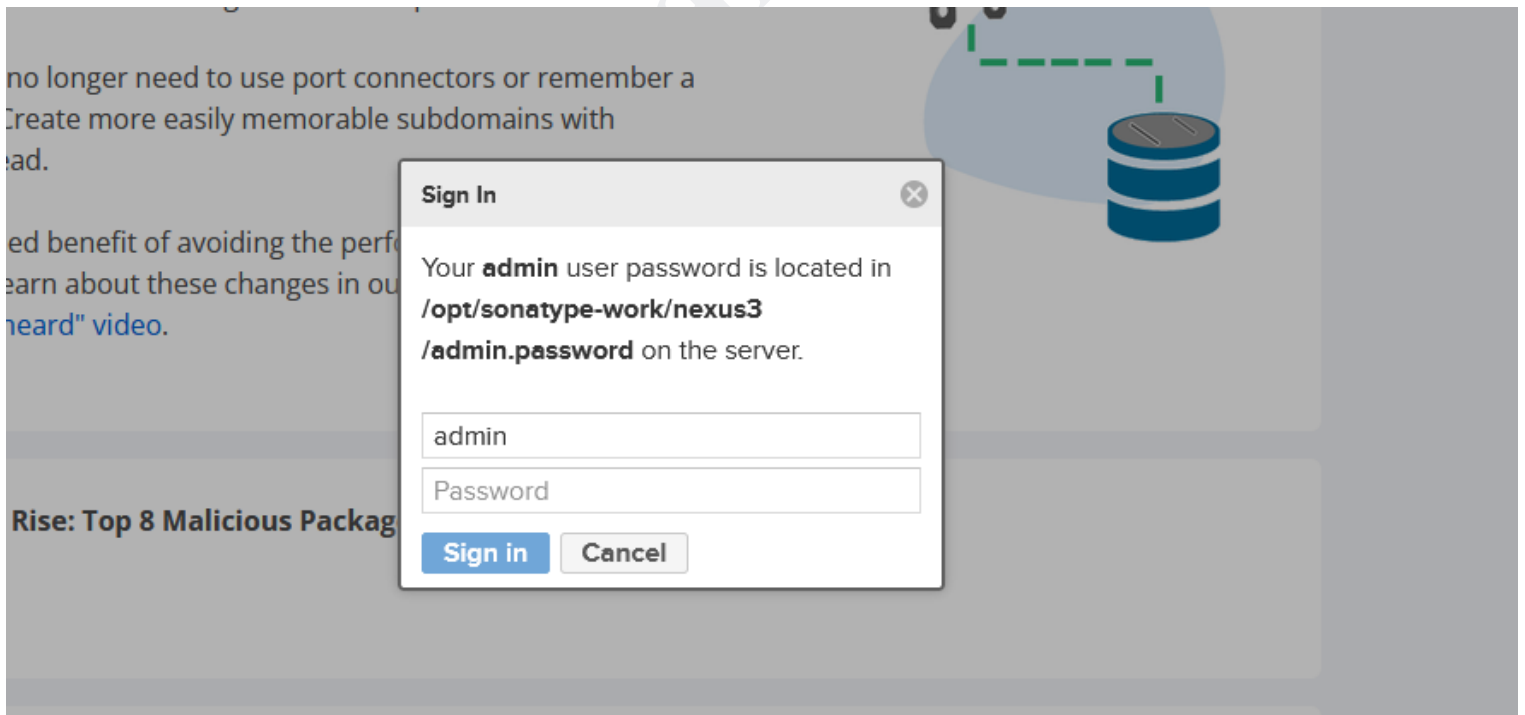 no longer need to use port connectors or remember a
Create more easily memorable subdomains with
ead.
ed benefit of avoiding the perfo
earn about these changes in ou
heard" video.
Sign In
Your admin user password is located in
/opt/sonatype-work/nexus3
/admin.password on the server.
admin
Password
Sign in Cancel
Rise: Top 8 Malicious Packag